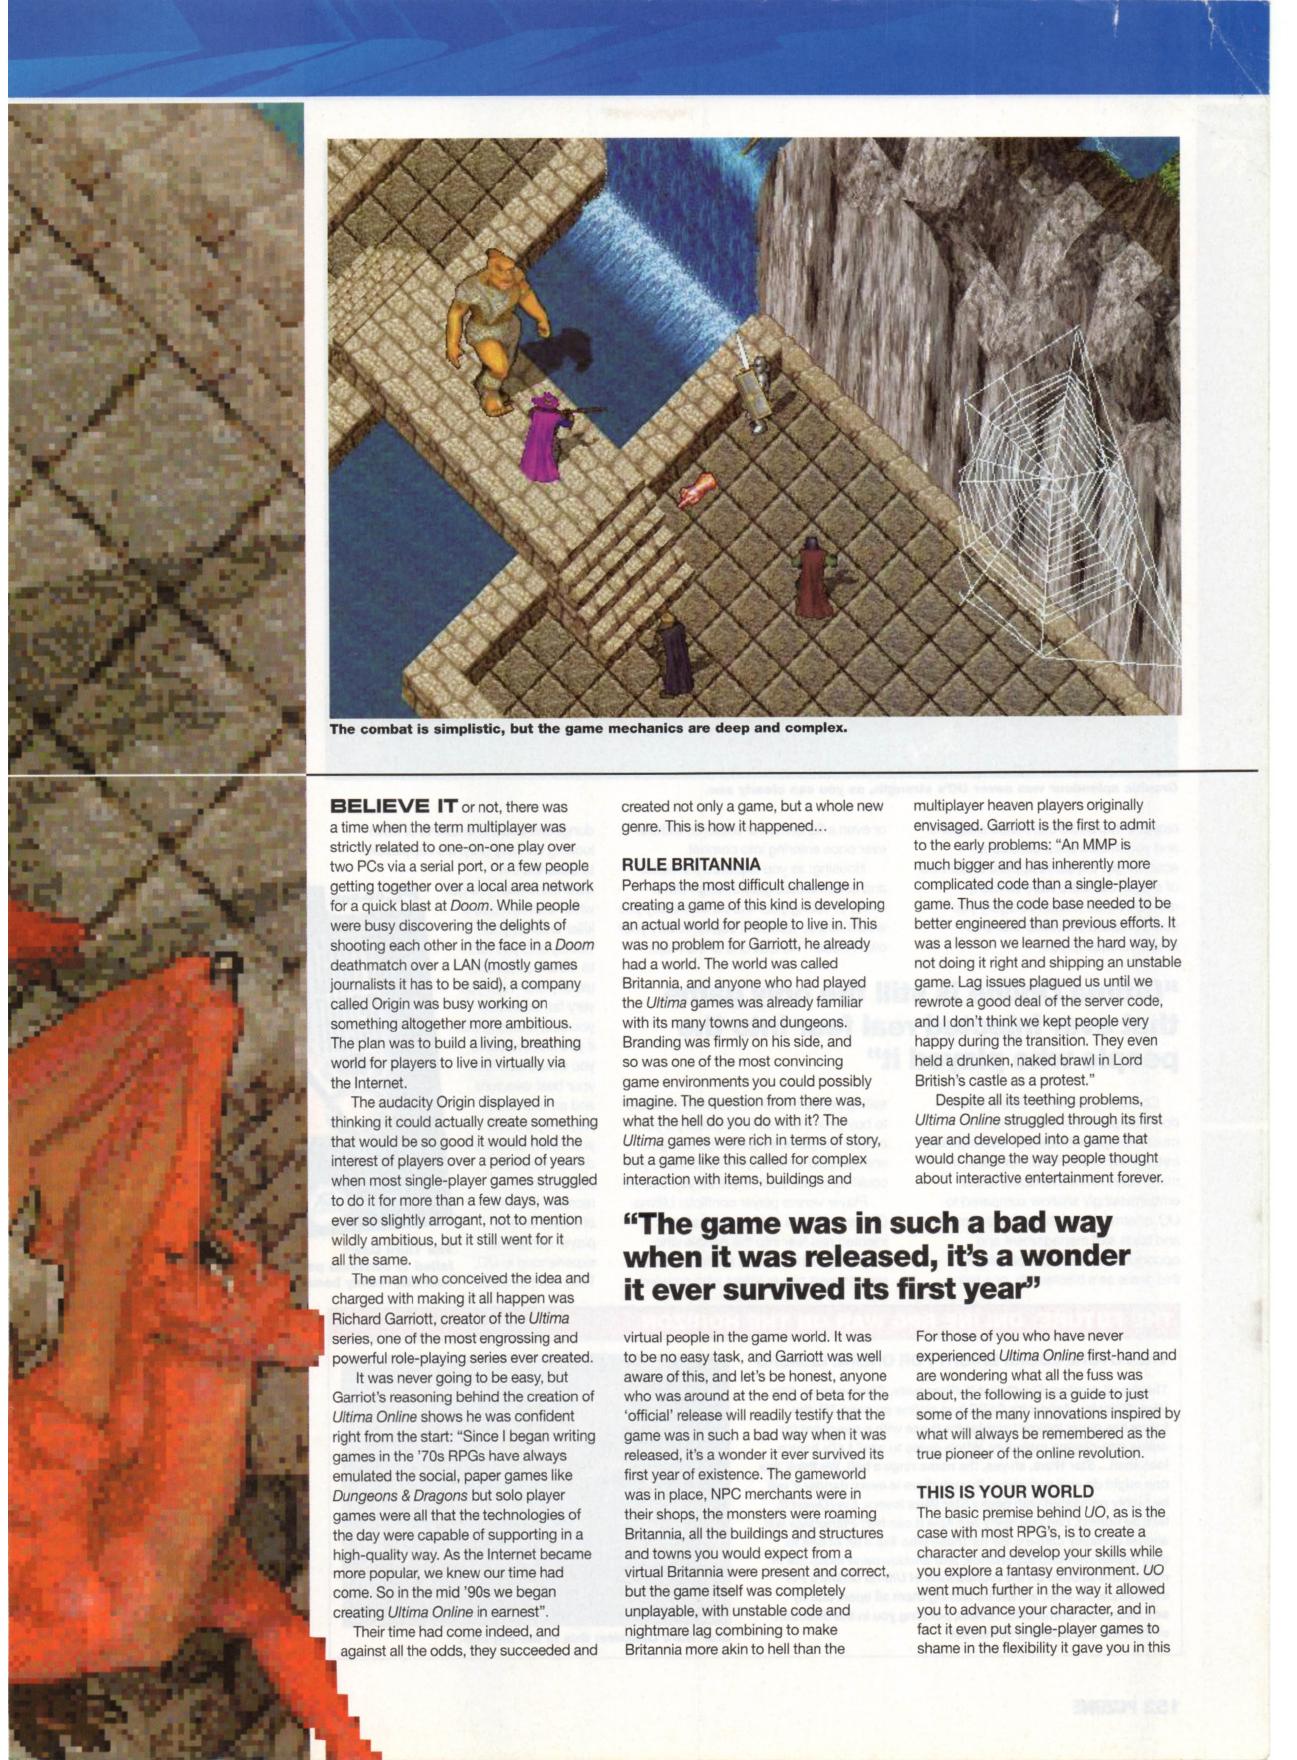 The combat is simplistic, but the game mechanics are deep and complex.
BELIEVE IT or not, there was
a time when the term multiplayer was
strictly related to one-on-one play over
two PCs via a serial port, or a few people
getting together over a local area network
for a quick blast at Doom. While people
were busy discovering the delights of
shooting each other in the face in a Doom
deathmatch over a LAN (mostly games
journalists it has to be said), a company
called Origin was busy working on
something altogether more ambitious.
The plan was to build a living, breathing
world for players to live in virtually via
the Internet.
The audacity Origin displayed in
thinking it could actually create something
that would be so good it would hold the
interest of players over a period of years
when most single-player games struggled
to do it for more than a few days, was
ever so slightly arrogant, not to mention
wildly ambitious, but it still went for it
all the same.
The man who conceived the idea and
charged with making it all happen was
Richard Garriott, creator of the Ultima
series, one of the most engrossing and
powerful role-playing series ever created.
It was never going to be easy, but
Garriot's reasoning behind the creation of
Ultima Online shows he was confident
right from the start: “Since I began writing
games in the '70s RPGs have always
emulated the social, paper games like
Dungeons & Dragons but solo player
games were all that the technologies of
the day were capable of supporting in a
high-quality way. As the Internet became
more popular, we knew our time had
come. So in the mid '90s we began
creating Ultima Online in earnest”.
Their time had come indeed, and
against all the odds, they succeeded and
created not only a game, but a whole new
genre. This is how it happened…
RULE BRITANNIA
Perhaps the most difficult challenge in
creating a game of this kind is developing
an actual world for people to live in. This
was no problem for Garriott, he already
had a world. The world was called
Britannia, and anyone who had played
the Ultima games was already familiar
with its many towns and dungeons.
Branding was firmly on his side, and
so was one of the most convincing
game environments you could possibly
imagine. The question from there was,
what the hell do you do with it? The
Ultima games were rich in terms of story,
but a game like this called for complex
interaction with items, buildings and
virtual people in the game world. It was
to be no easy task, and Garriott was well
aware of this, and let's be honest, anyone
who was around at the end of beta for the
‘official’ release will readily testify that the
game was in such a bad way when it was
released, it's a wonder it ever survived its
first year of existence. The gameworld
was in place, NPC merchants were in
their shops, the monsters were roaming
Britannia, all the buildings and structures
and towns you would expect from a
virtual Britannia were present and correct,
but the game itself was completely
unplayable, with unstable code and
nightmare lag combining to make
Britannia more akin to hell than the
multiplayer heaven players originally
envisaged. Garriott is the first to admit
to the early problems: “An MMP is
much bigger and has inherently more
complicated code than a single-player
game. Thus the code base needed to be
better engineered than previous efforts. It
was a lesson we learned the hard way, by
not doing it right and shipping an unstable
game. Lag issues plagued us until we
rewrote a good deal of the server code,
and I don't think we kept people very
happy during the transition. They even
held a drunken, naked brawl in Lord
British's castle as a protest.”
Despite all its teething problems,
Ultima Online struggled through its first
year and developed into a game that
would change the way people thought
about interactive entertainment forever.
“The game was in such a bad way
when it was released, it's a wonder
it ever survived its first year”
For those of you who have never
experienced Ultima Online first-hand and
are wondering what all the fuss was
about, the following is a guide to just
some of the many innovations inspired by
what will always be remembered as the
true pioneer of the online revolution.
THIS IS YOUR WORLD
The basic premise behind UO, as is the
case with most RPG's, is to create a
character and develop your skills while
you explore a fantasy environment. UO
went much further in the way it allowed
you to advance your character, and in
fact it even put single-player games to
shame in the flexibility it gave you in this